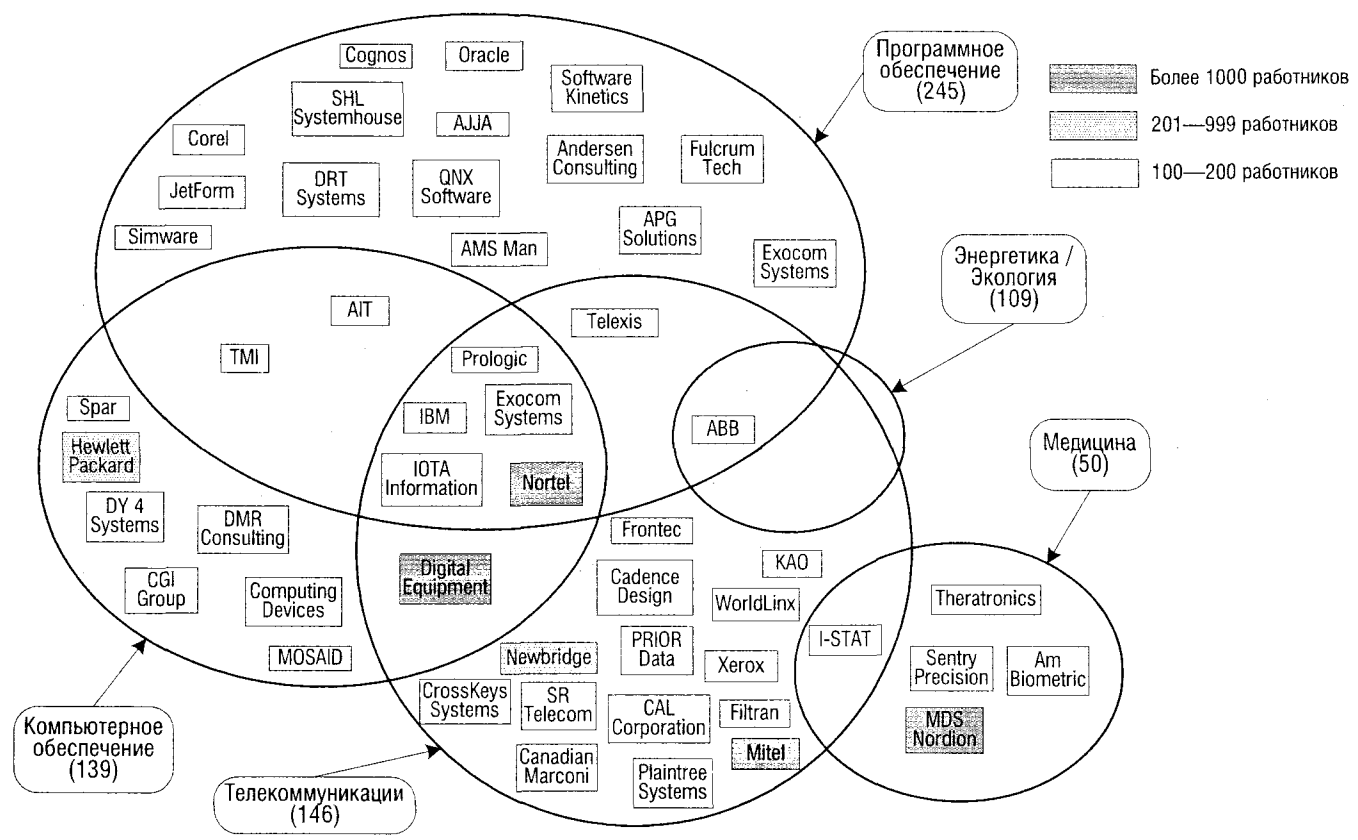 Cognos
Oracle
Software
Kinetics
SHL
Systemhouse
AJJA
Corel
Andersen
Consulting
Fulcrum
Tech
JetForm
DRT
Systems
QNX
Software
Simware
AMS Man
APG
Solutions
Exocom
Systems
Программное
обеспечение
(245)
Более 1000 работников
201—999 работников
100—200 работников
Энергетика /
Экология
(109)
AIT
Telexis
TMI
Prologic
Spar
IBM
Exocom
Systems
ABB
Hewlett
Packard
IOTA
Information
Nortel
Медицина
(50)
DY 4
Systems
DMR
Consulting
Frontec
KAO
CGI
Group
Computing
Devices
Digital
Equipment
Cadence
Design
WorldLinx
Theratronics
MOSAID
Newbridge
PRIOR
Data
Xerox
I-STAT
Sentry
Precision
Am
Biometric
CrossKeys
Systems
SR
Telecom
CAL
Corporation
Filtran
MDS
Nordion
Canadian
Marconi
Plaintree
Systems
Mitel
Компьютерное
обеспечение
(139)
Телекоммуникации
(146)